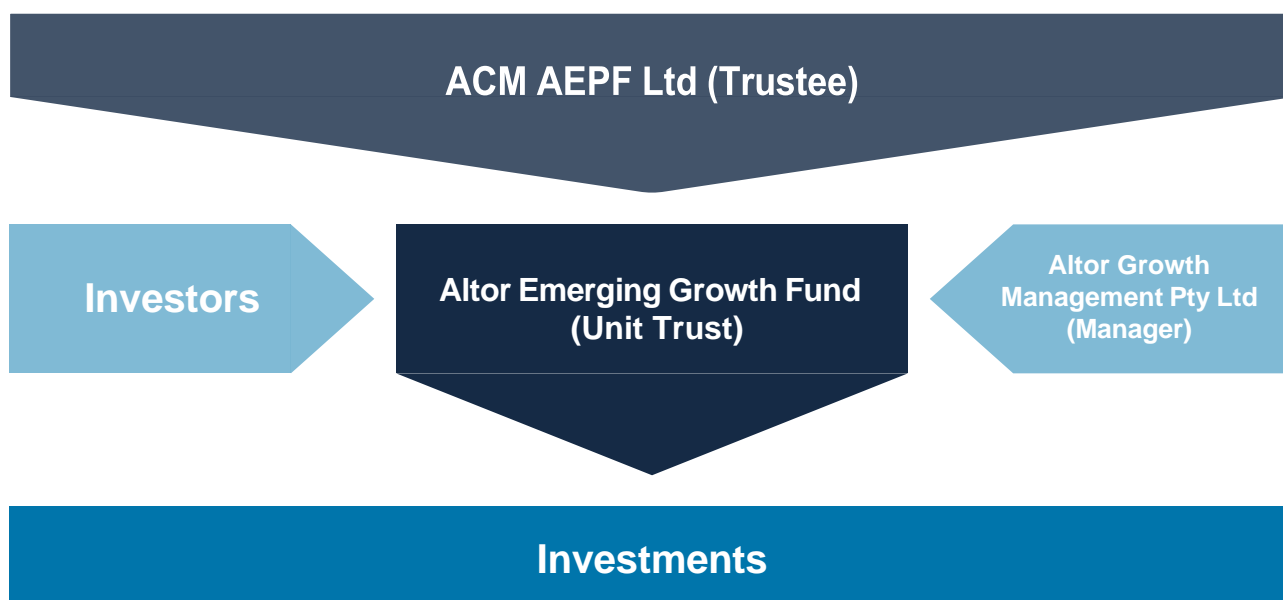 ACM AEPF Ltd (Trustee)
Investors
Altor Emerging Growth Fund
(Unit Trust)
Altor Growth
Management Pty Ltd
(Manager)
Investments